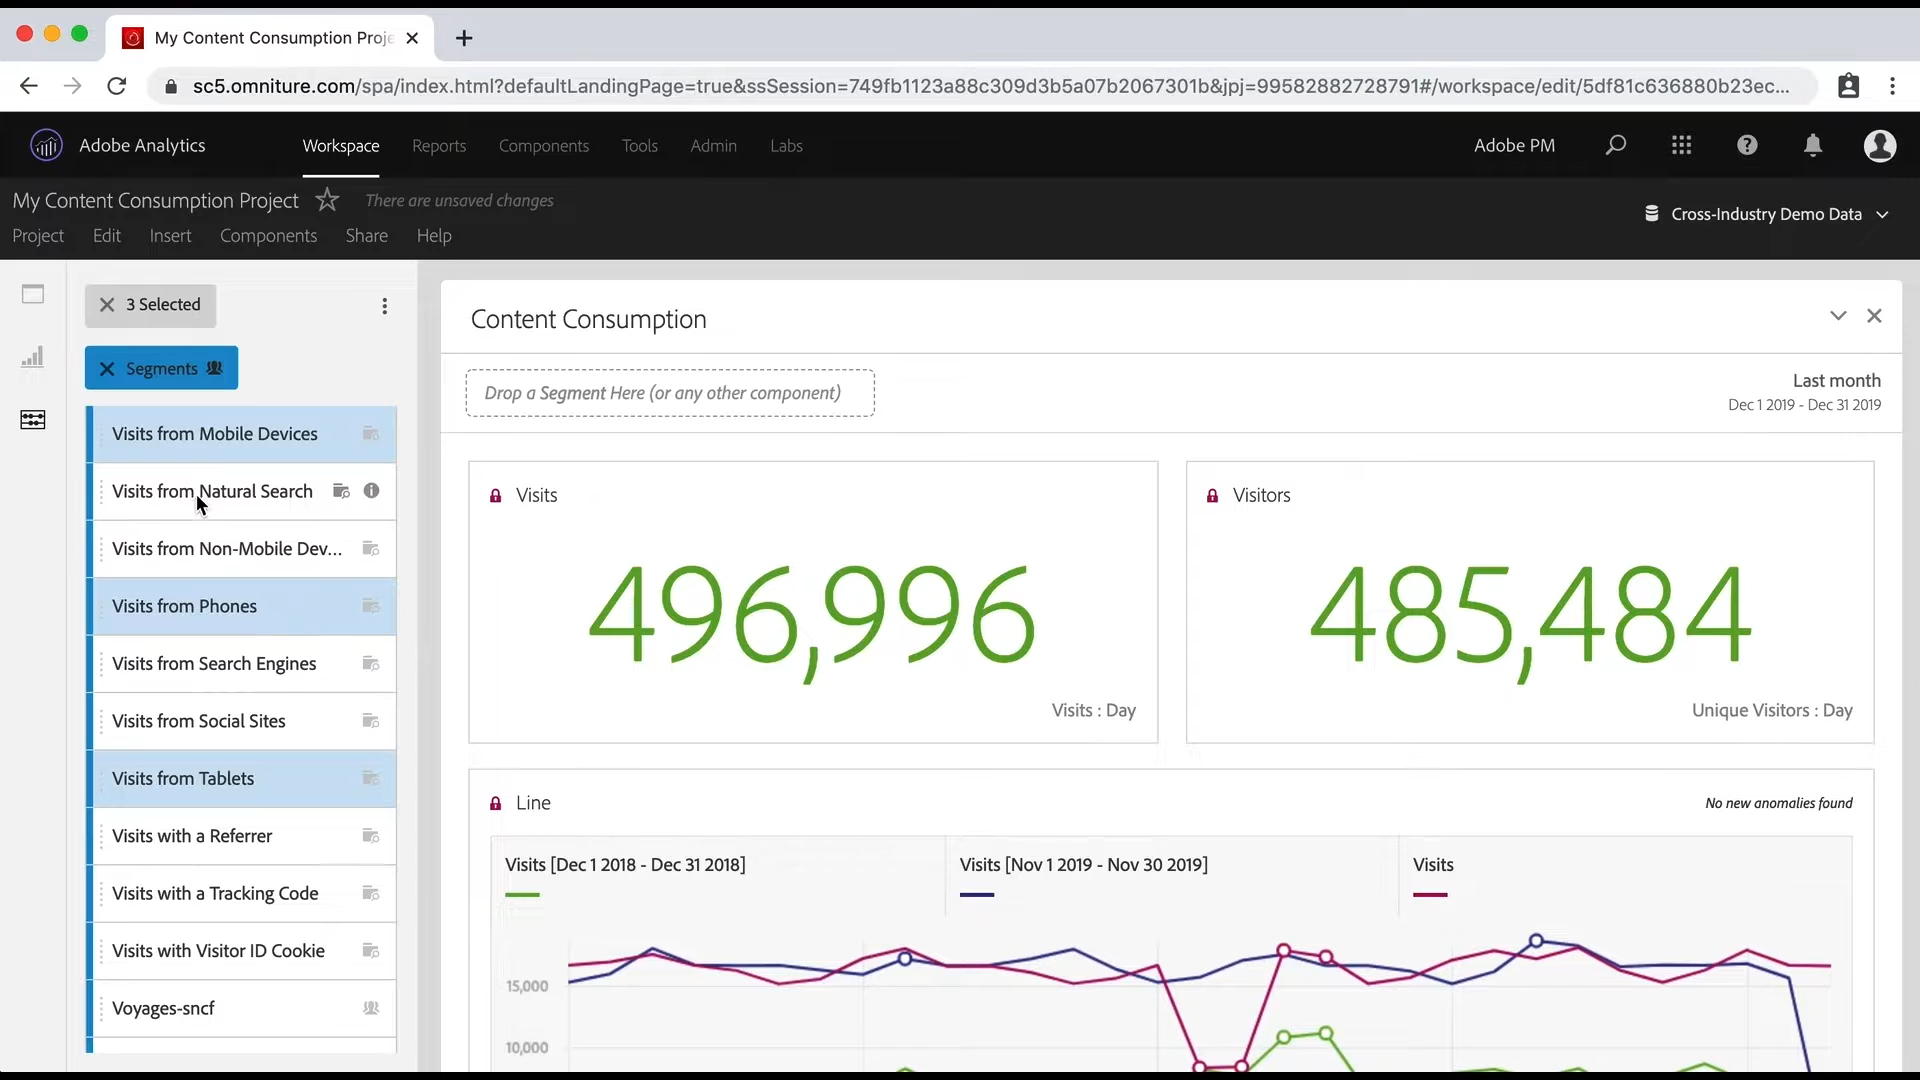 My Content Consumption Proje
sc5.omniture.com/spa/index.html?defaultLandingPage=true&ssSession=749fb1123a88c309d3b5a07b2067301b&jpj=99582882728791#/workspace/edit/5df81c636880b23ec...
Adobe Analytics
Workspace
Reports
Components
Tools
Admin
Labs
Adobe PM
My Content Consumption Project
There are unsaved changes
Cross-Industry Demo Data
Project
Edit
Insert
Components
Share
Help
3 Selected
Segments
Visits from Mobile Devices
Visits from Natural Search
Visits from Non-Mobile Dev...
Visits from Phones
Visits from Search Engines
Visits from Social Sites
Visits from Tablets
Visits with a Referrer
Visits with a Tracking Code
Visits with Visitor ID Cookie
Voyages-sncf
Content Consumption
Drop a Segment Here (or any other component)
Last month
Dec 1 2019 - Dec 31 2019
Visits
496,996
Visits : Day
Visitors
485,484
Unique Visitors : Day
Line
No new anomalies found
Visits [Dec 1 2018 - Dec 31 2018]
Visits [Nov 1 2019 - Nov 30 2019]
Visits
15,000
10,000